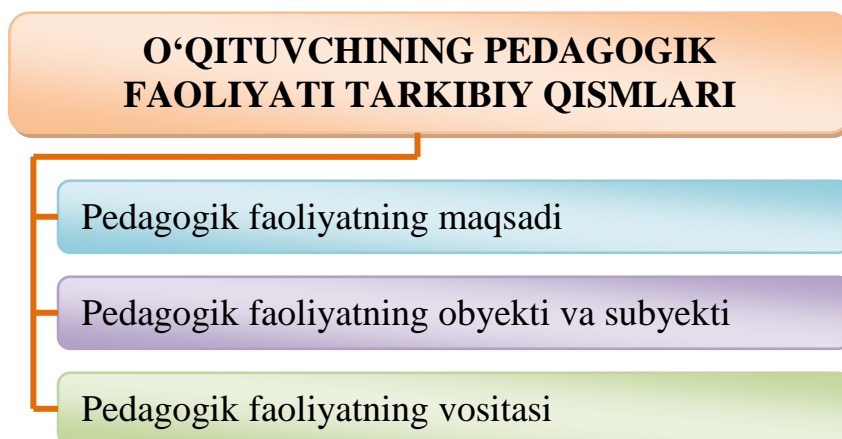 O‘QITUVCHINING PEDAGOGIK
FAOLIYATI TARKIBIY QISMLARI
Pedagogik faoliyatning maqsadi
Pedagogik faoliyatning obyekti va subyekti
Pedagogik faoliyatning vositasi